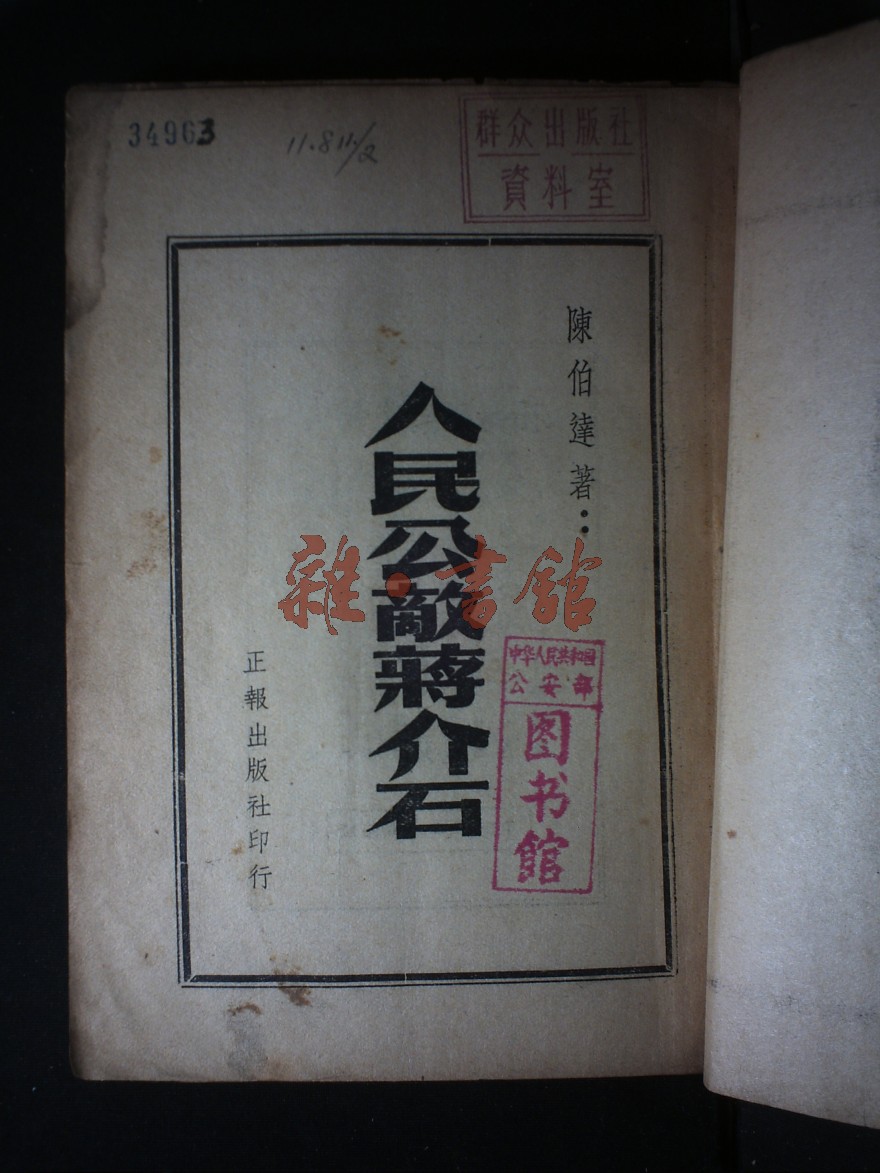 34963
11.811/2
群众出版社
資料室
陳伯達著：
人民公敵蔣介石
正報出版社印行
雜·書館
中华人民共和国
公安部
图书馆